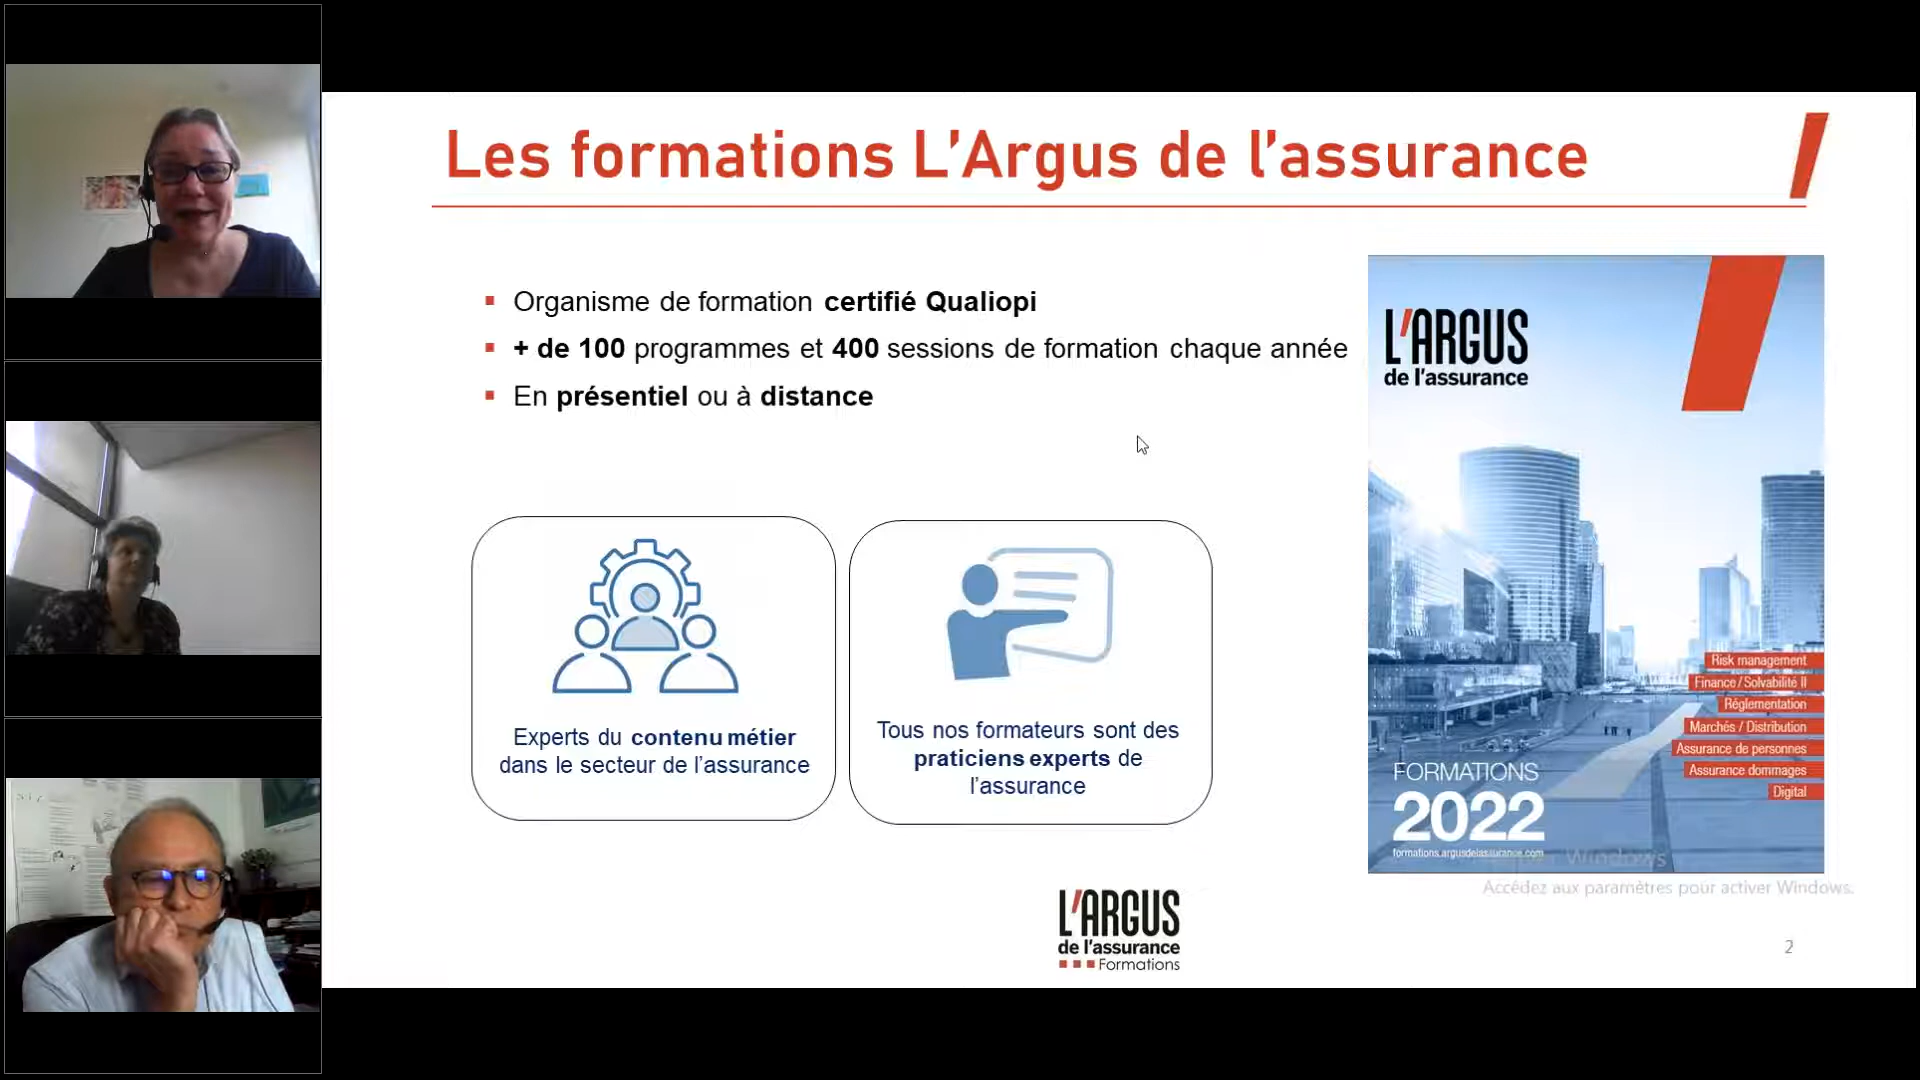 Les formations L’Argus de l’assurance
Organisme de formation certifié Qualiopi
+ de 100 programmes et 400 sessions de formation chaque année
En présentiel ou à distance
Experts du contenu métier
dans le secteur de l’assurance
Tous nos formateurs sont des
praticiens experts de
l’assurance
L’ARGUS
de l’assurance
Risk management
Finance / Solvabilité II
Réglementation
Marchés / Distribution
Assurance de personnes
Assurance dommages
Digital
FORMATIONS
2022
formations.argusdelassurance.com
Windows
Accédez aux paramètres pour activer Windows.
L’ARGUS
de l’assurance
Formations
2